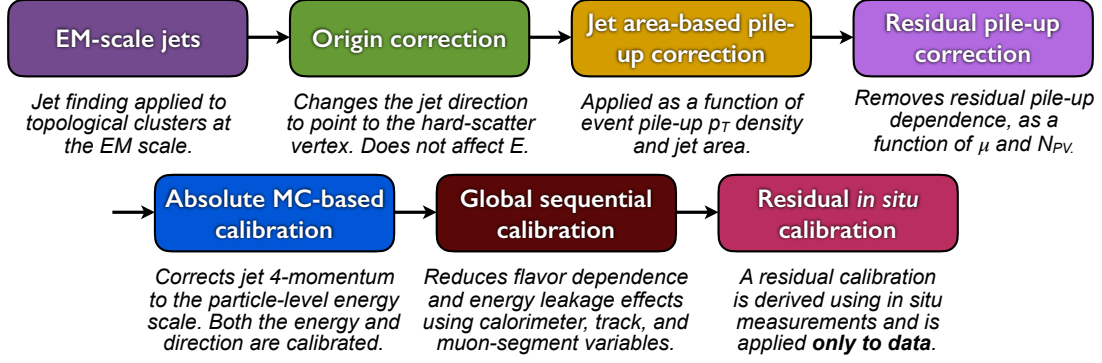 EM-scale jets
Origin correction
Jet area-based pile-
up correction
Residual pile-up
correction
Jet finding applied to
topological clusters at
the EM scale.
Changes the jet direction
to point to the hard-scatter
vertex. Does not affect E.
Applied as a function of
event pile-up pT density
and jet area.
Removes residual pile-up
dependence, as a
function of µ and NPV.
Absolute MC-based
calibration
Global sequential
calibration
Residual in situ
calibration
Corrects jet 4-momentum
to the particle-level energy
scale. Both the energy and
direction are calibrated.
Reduces flavor dependence
and energy leakage effects
using calorimeter, track, and
muon-segment variables.
A residual calibration
is derived using in situ
measurements and is
applied only to data.